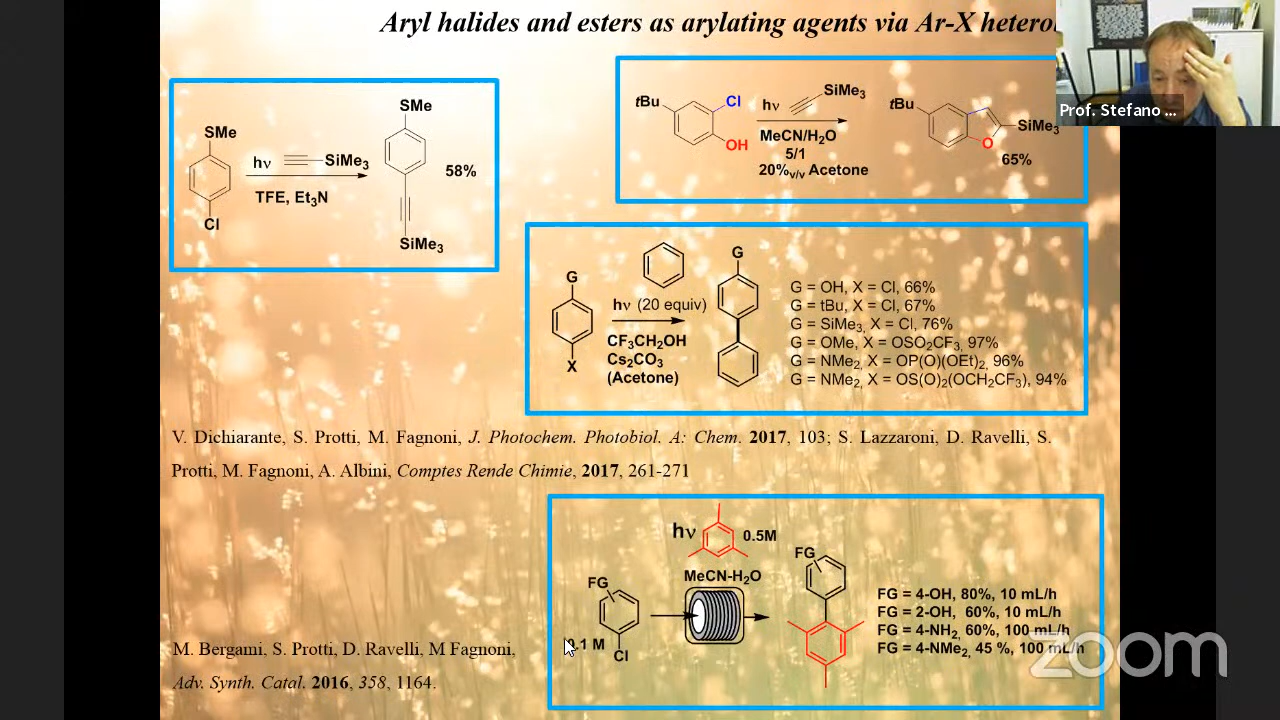 Aryl halides and esters as arylating agents via Ar-X
Prof. Stefano ...
SMe
hν
SiMe3
TFE, Et3N
Cl
SMe
58%
SiMe3
tBu
Cl
OH
hν
SiMe3
MeCN/H2O
5/1
20%v/v Acetone
tBu
O
SiMe3
65%
G
X
hν (20 equiv)
CF3CH2OH
Cs2CO3
(Acetone)
G
G = OH, X = Cl, 66%
G = tBu, X = Cl, 67%
G = SiMe3, X = Cl, 76%
G = OMe, X = OSO2CF3, 97%
G = NMe2, X = OP(O)(OEt)2, 96%
G = NMe2, X = OS(O)2(OCH2CF3), 94%
V. Dichiarante, S. Protti, M. Fagnoni, J. Photochem. Photobiol. A: Chem. 2017, 103; S. Lazzaroni, D. Ravelli, S.
Protti, M. Fagnoni, A. Albini, Comptes Rende Chimie, 2017, 261-271
hν
0.5M
MeCN-H2O
FG
.1 M
Cl
FG
FG = 4-OH, 80%, 10 mL/h
FG = 2-OH, 60%, 10 mL/h
FG = 4-NH2, 60%, 100 mL/h
FG = 4-NMe2, 45 %, 100 mL/h
M. Bergami, S. Protti, D. Ravelli, M Fagnoni,
Adv. Synth. Catal. 2016, 358, 1164.
zoom